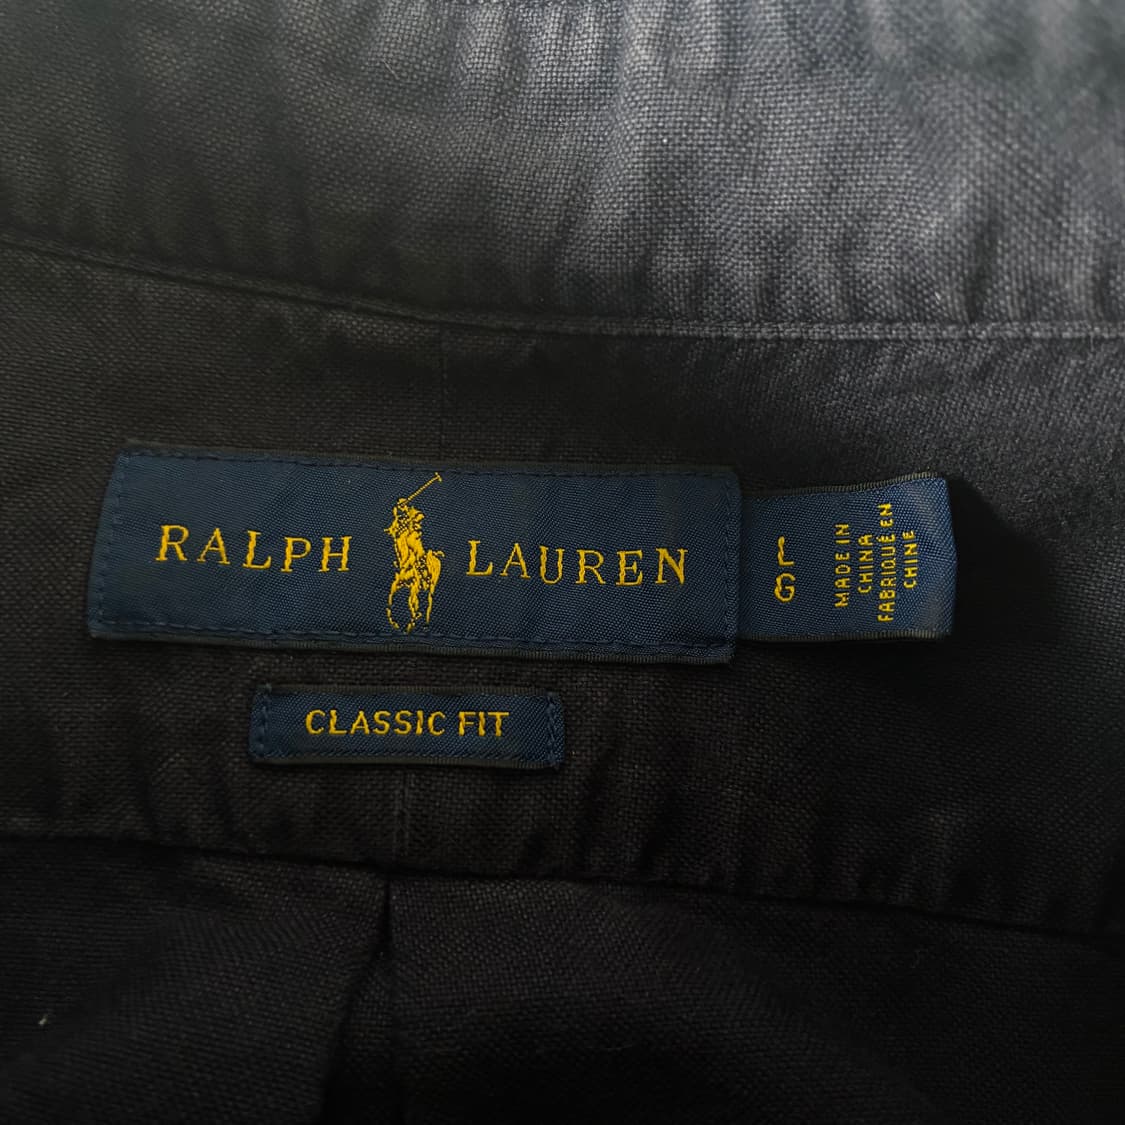 RALPH LAUREN
L
G
MADE IN
CHINA
FABRIQUÉ EN
CHINE
CLASSIC FIT